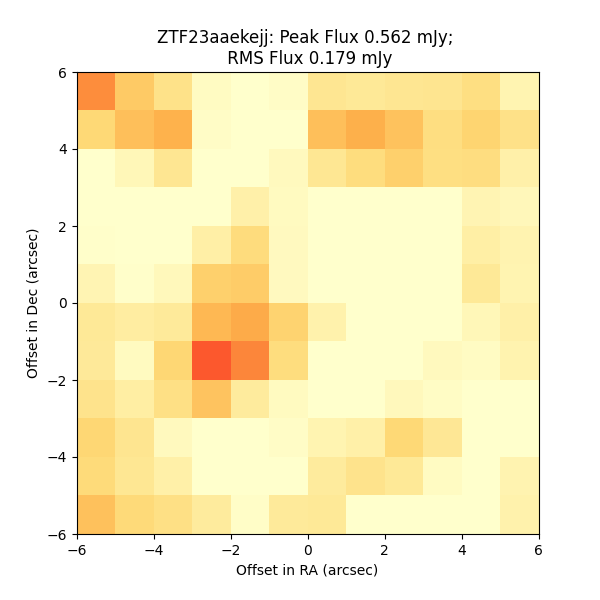 ZTF23aaekejj: Peak Flux 0.562 mJy;
RMS Flux 0.179 mJy
6
4
2
0
−2
−4
−6
Offset in Dec (arcsec)
−6 −4 −2 0 2 4 6
Offset in RA (arcsec)